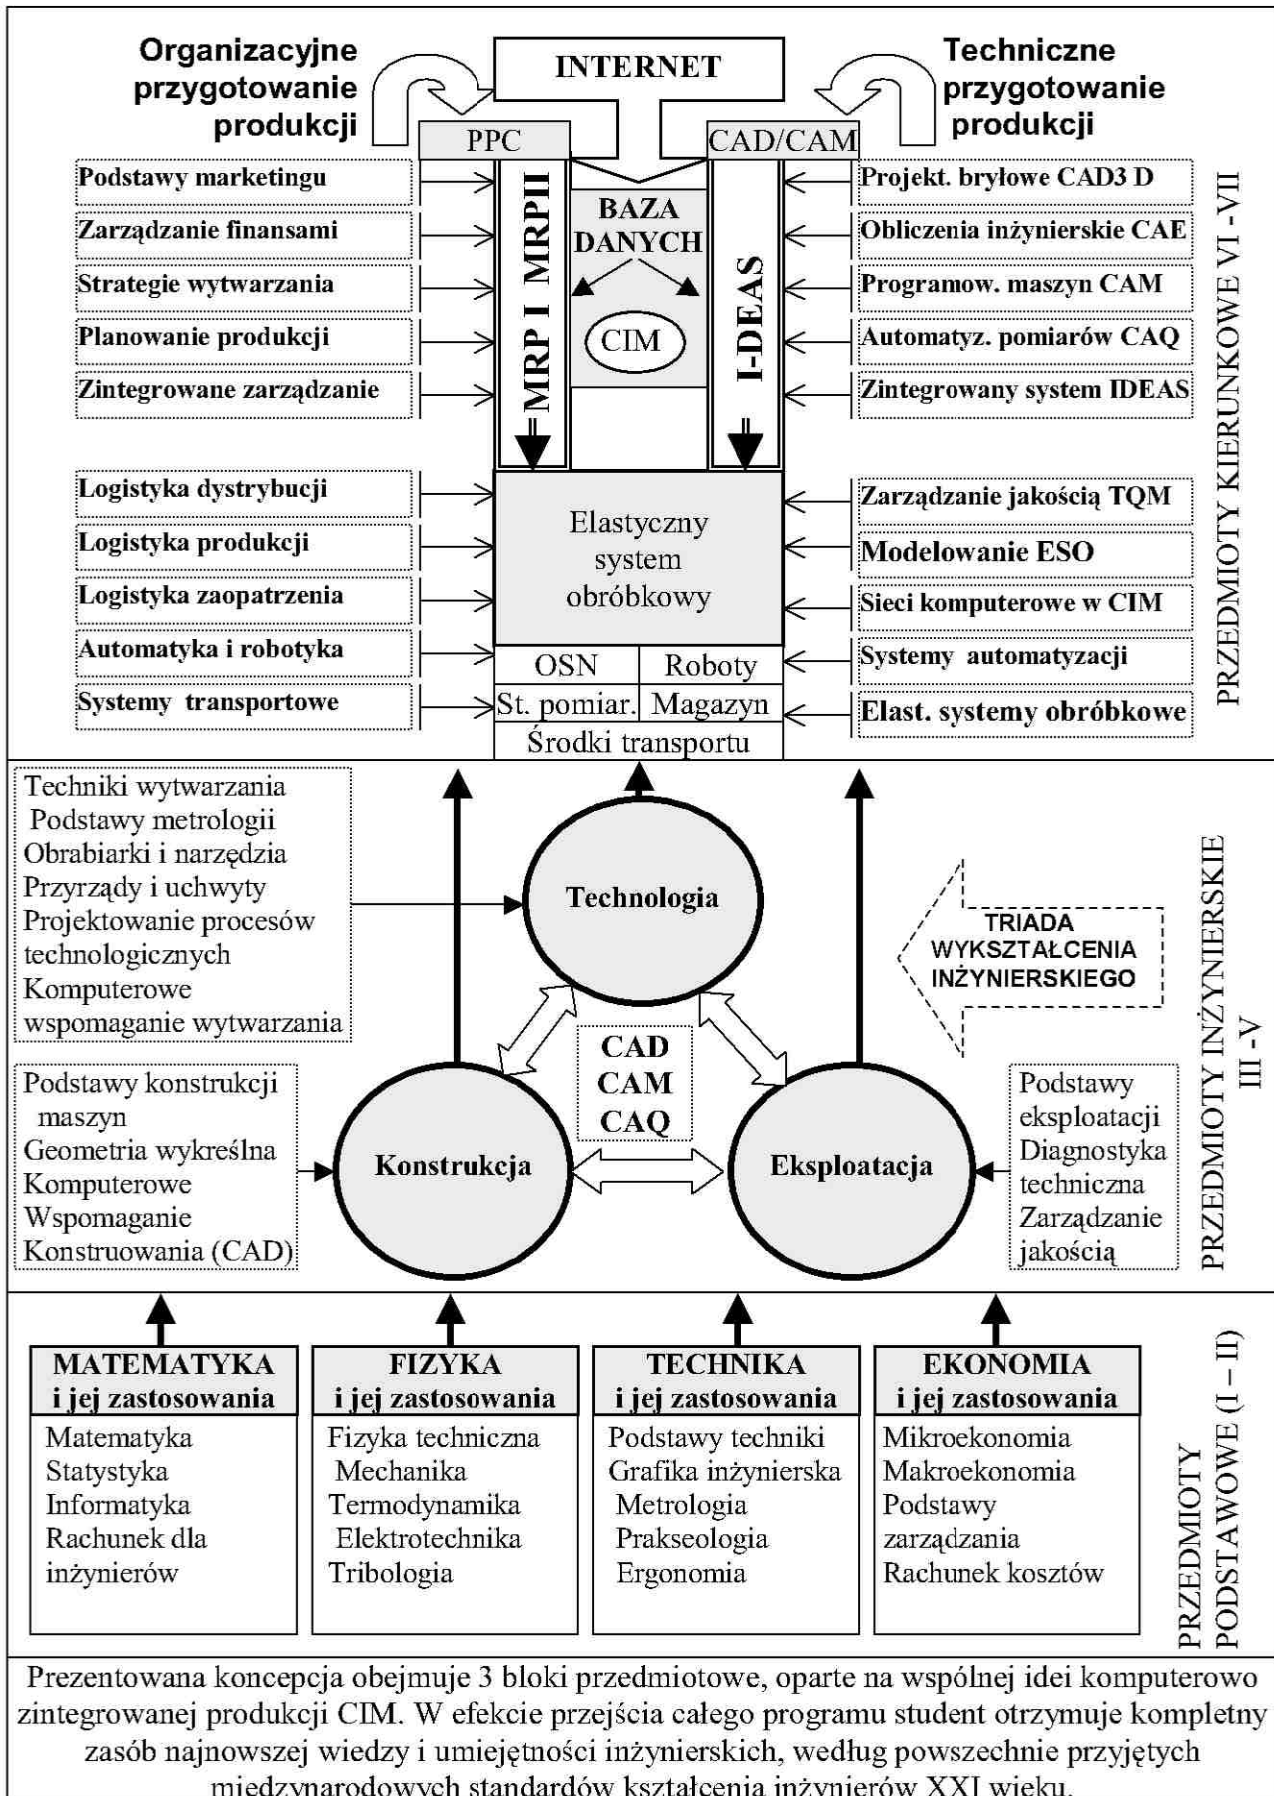 Organizacyjne
przygotowanie
produkcji
INTERNET
Techniczne
przygotowanie
produkcji
PPC
CAD/CAM
Podstawy marketingu
Zarządzanie finansami
Strategie wytwarzania
Planowanie produkcji
Zintegrowane zarządzanie
MRP I MRPII
BAZA
DANYCH
CIM
I-DEAS
Projekt. bryłowe CAD3 D
Obliczenia inżynierskie CAE
Programow. maszyn CAM
Automatyz. pomiarów CAQ
Zintegrowany system IDEAS
Logistyka dystrybucji
Logistyka produkcji
Logistyka zaopatrzenia
Automatyka i robotyka
Systemy transportowe
Elastyczny
system
obróbkowy
OSN
Roboty
St. pomiar.
Magazyn
Środki transportu
Zarządzanie jakością TQM
Modelowanie ESO
Sieci komputerowe w CIM
Systemy automatyzacji
Elast. systemy obróbkowe
PRZEDMIOTY KIERUNKOWE VI -VII
Techniki wytwarzania
Podstawy metrologii
Obrabiarki i narzędzia
Przyrządy i uchwyty
Projektowanie procesów
technologicznych
Komputerowe
wspomaganie wytwarzania
Technologia
TRIADA
WYKSZTAŁCENIA
INŻYNIERSKIEGO
CAD
CAM
CAQ
Podstawy konstrukcji
maszyn
Geometria wykreślna
Komputerowe
Wspomaganie
Konstruowania (CAD)
Konstrukcja
Eksploatacja
Podstawy
eksploatacji
Diagnostyka
techniczna
Zarządzanie
jakością
PRZEDMIOTY INŻYNIERSKIE
III -V
MATEMATYKA
i jej zastosowania
Matematyka
Statystyka
Informatyka
Rachunek dla
inżynierów
FIZYKA
i jej zastosowania
Fizyka techniczna
Mechanika
Termodynamika
Elektrotechnika
Tribologia
TECHNIKA
i jej zastosowania
Podstawy techniki
Grafika inżynierska
Metrologia
Prakseologia
Ergonomia
EKONOMIA
i jej zastosowania
Mikroekonomia
Makroekonomia
Podstawy
zarządzania
Rachunek kosztów
PRZEDMIOTY
PODSTAWOWE (I – II)
Prezentowana koncepcja obejmuje 3 bloki przedmiotowe, oparte na wspólnej idei komputerowo
zintegrowanej produkcji CIM. W efekcie przejścia całego programu student otrzymuje kompletny
zasób najnowszej wiedzy i umiejętności inżynierskich, według powszechnie przyjętych
międzynarodowych standardów kształcenia inżynierów XXI wieku.